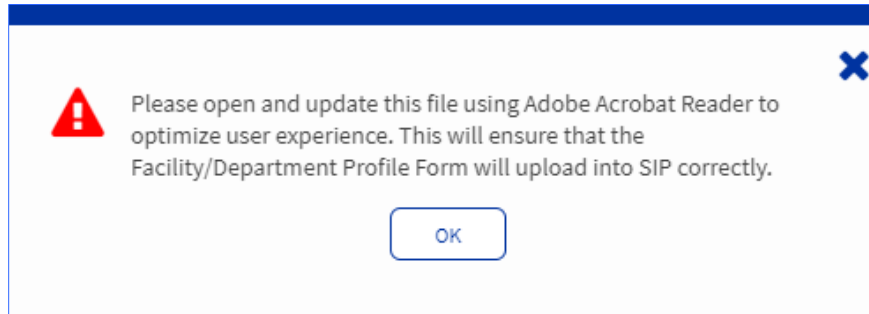 Please open and update this file using Adobe Acrobat Reader to
optimize user experience. This will ensure that the
Facility/Department Profile Form will upload into SIP correctly.
OK